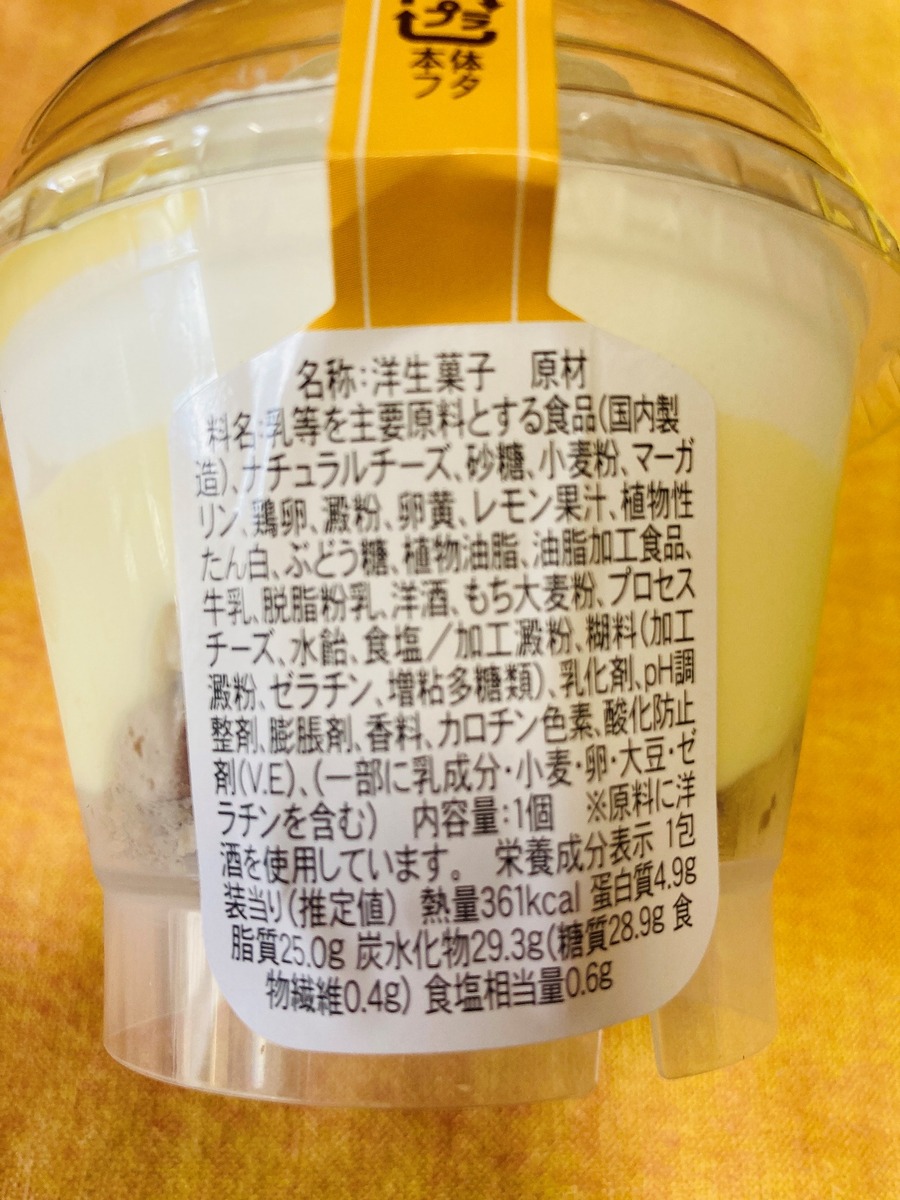 プラ
本体
フタ
名称:洋生菓子　原材
料名:乳等を主要原料とする食品(国内製
造)、ナチュラルチーズ、砂糖、小麦粉、マーガ
リン、鶏卵、澱粉、卵黄、レモン果汁、植物性
たん白、ぶどう糖、植物油脂、油脂加工食品、
牛乳、脱脂粉乳、洋酒、もち大麦粉、プロセス
チーズ、水飴、食塩/加工澱粉、糊料(加工
澱粉、ゼラチン、増粘多糖類)、乳化剤、pH調
整剤、膨脹剤、香料、カロチン色素、酸化防止
剤(V.E)、(一部に乳成分・小麦・卵・大豆・ゼ
ラチンを含む)　内容量:1個　※原料に洋
酒を使用しています。　栄養成分表示 1包
装当り(推定値)　熱量361kcal 蛋白質4.9g
脂質25.0g 炭水化物29.3g(糖質28.9g 食
物繊維0.4g) 食塩相当量0.6g